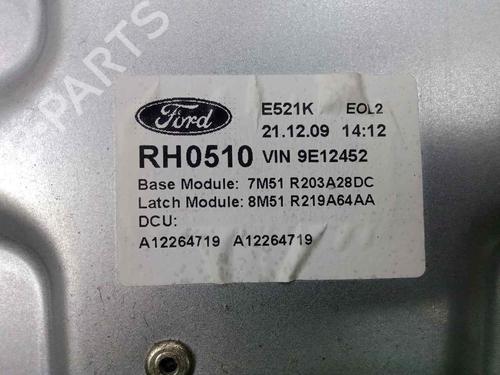 PARTS
Ford
E521K EOL2
21.12.09 14:12
RH0510 VIN 9E12452
Base Module: 7M51 R203A28DC
Latch Module: 8M51 R219A64AA
DCU:
A12264719 A12264719